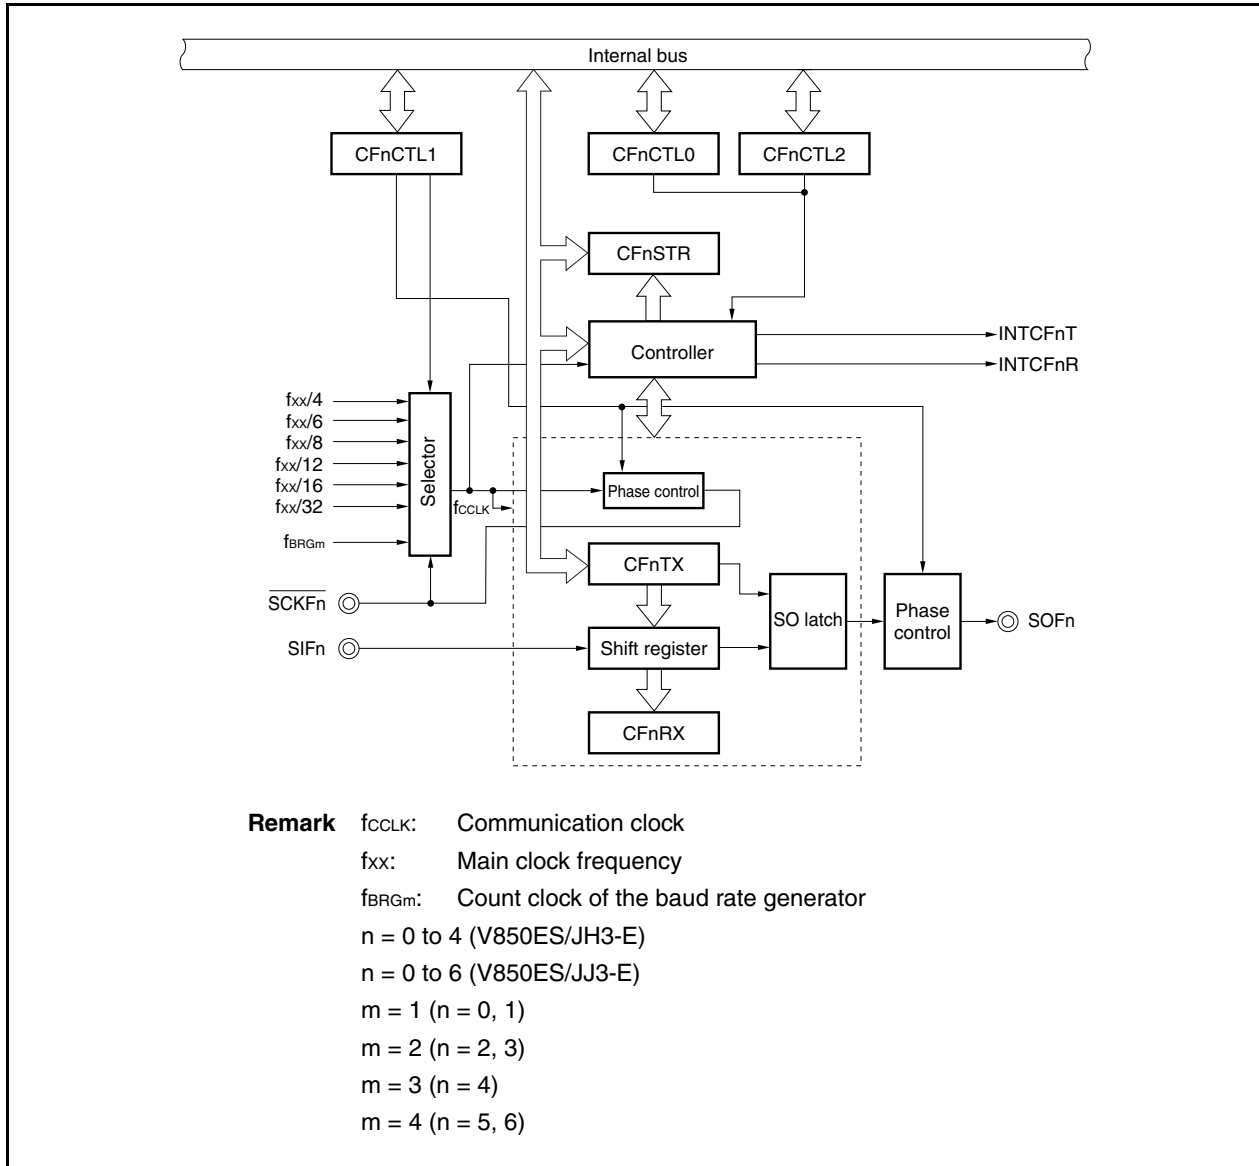 Internal bus
CFnCTL1
CFnCTL0
CFnCTL2
CFnSTR
Controller
INTCFnT
INTCFnR
fxx/4
fxx/6
fxx/8
fxx/12
fxx/16
fxx/32
fBRGm
Selector
fCCLK
Phase control
SCKFn
SIFn
CFnTX
Shift register
CFnRX
SO latch
Phase
control
SOFn
Remark fCCLK: Communication clock
fxx: Main clock frequency
fBRGm: Count clock of the baud rate generator
n = 0 to 4 (V850ES/JH3-E)
n = 0 to 6 (V850ES/JJ3-E)
m = 1 (n = 0, 1)
m = 2 (n = 2, 3)
m = 3 (n = 4)
m = 4 (n = 5, 6)